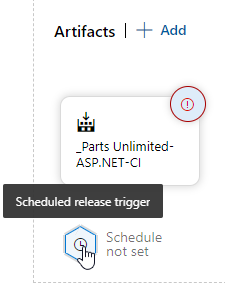 Artifacts | + Add
_Parts Unlimited-
ASP.NET-CI
Scheduled release trigger
Schedule
not set